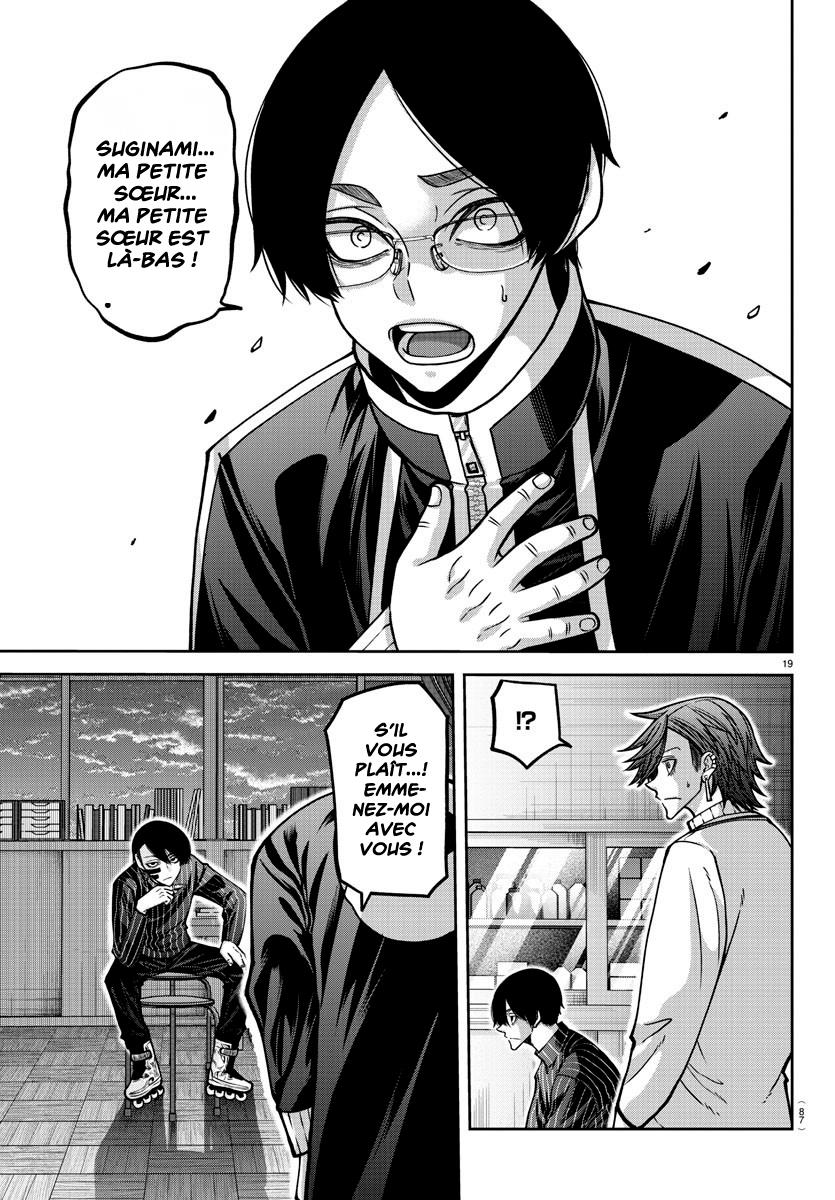 SUGINAMI...
MA PETITE
SŒUR...
MA PETITE
SŒUR EST
LÀ-BAS !
19
!?
S'IL
VOUS
PLAÎT...!
EMME-
NEZ-MOI
AVEC
VOUS !
(87)